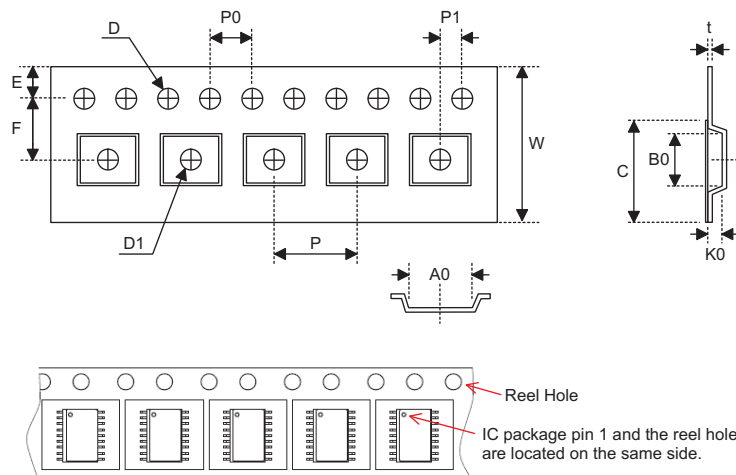 D
P0
P1
t
E
F
W
C
B0
D1
P
K0
A0
Reel Hole
IC package pin 1 and the reel holes
are located on the same side.